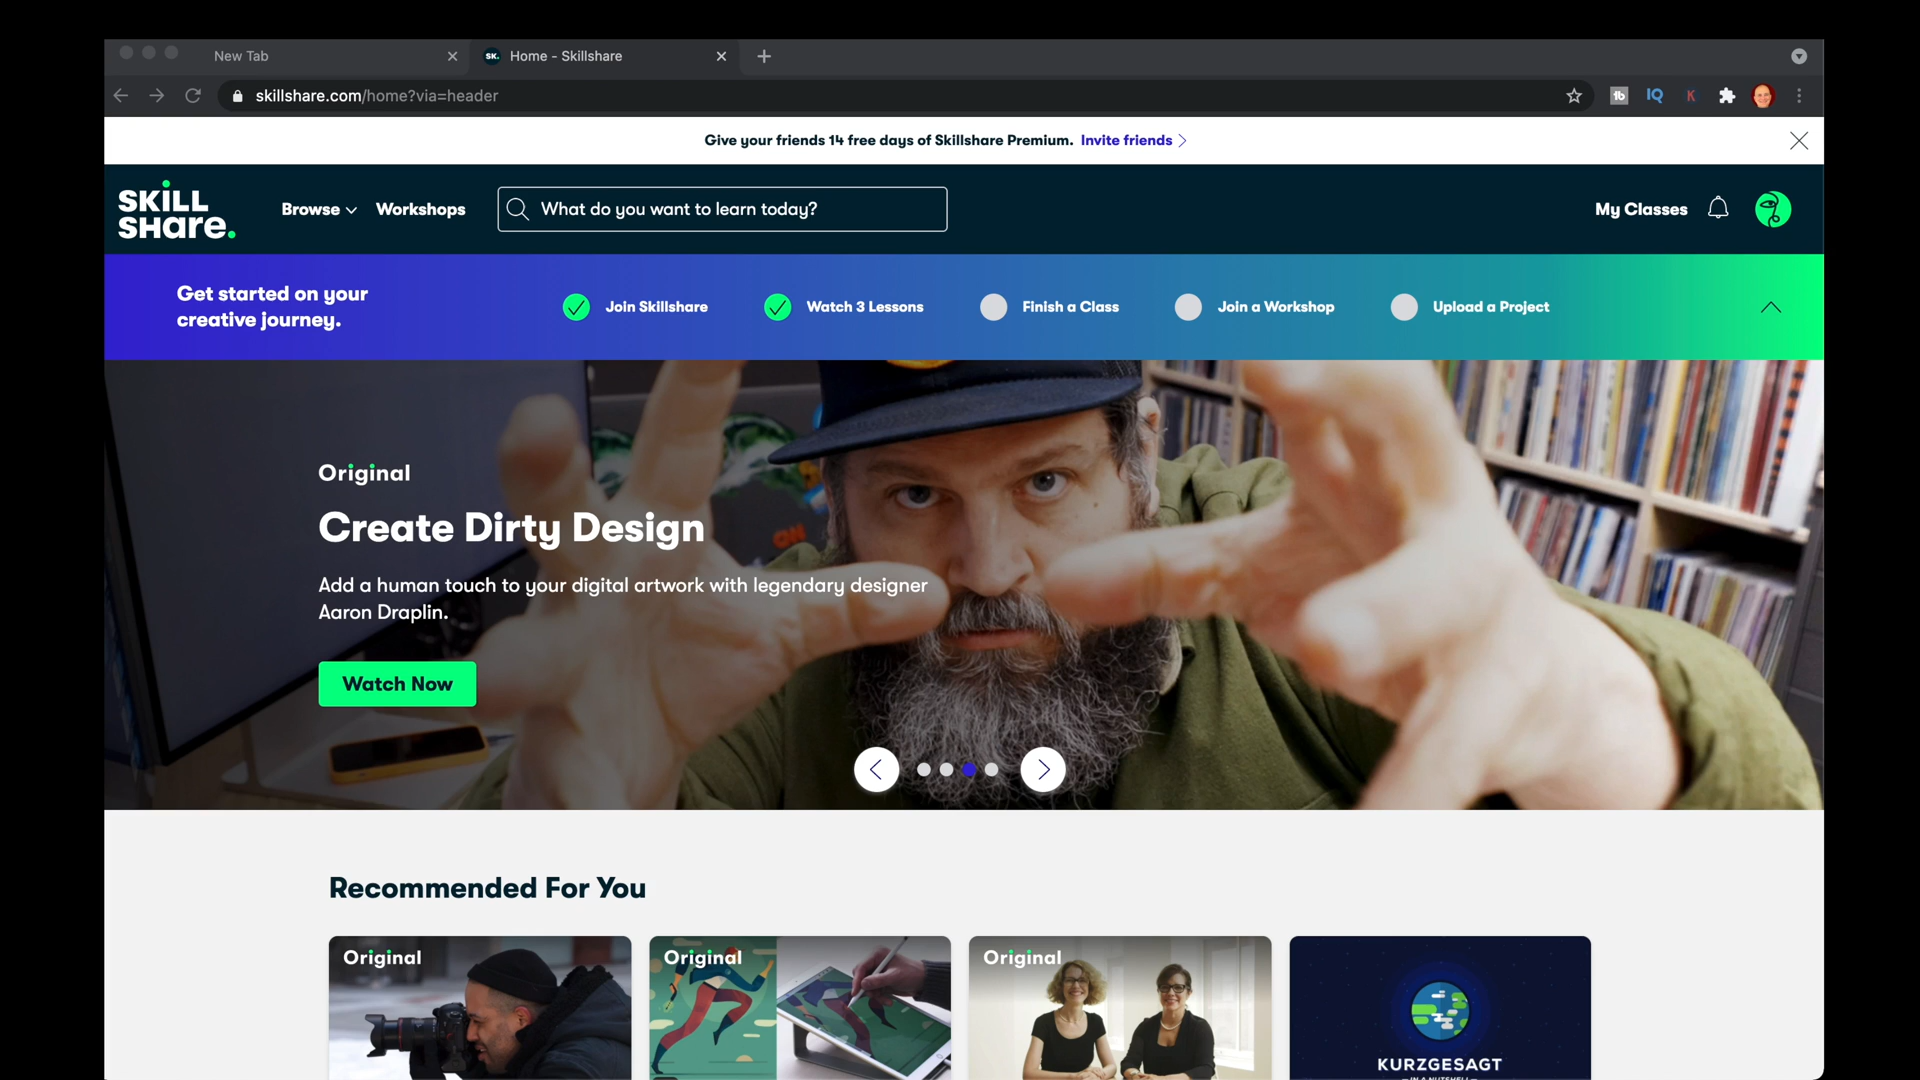 New Tab
SK. Home - Skillshare
skillshare.com/home?via=header
tb IQ K
Give your friends 14 free days of Skillshare Premium. Invite friends
SKILL
SHare.
Browse Workshops What do you want to learn today? My Classes
Get started on your
creative journey.
Join Skillshare Watch 3 Lessons Finish a Class Join a Workshop Upload a Project
Original
Create Dirty Design
Add a human touch to your digital artwork with legendary designer
Aaron Draplin.
Watch Now
Recommended For You
Original Original Original
KURZGESAGT